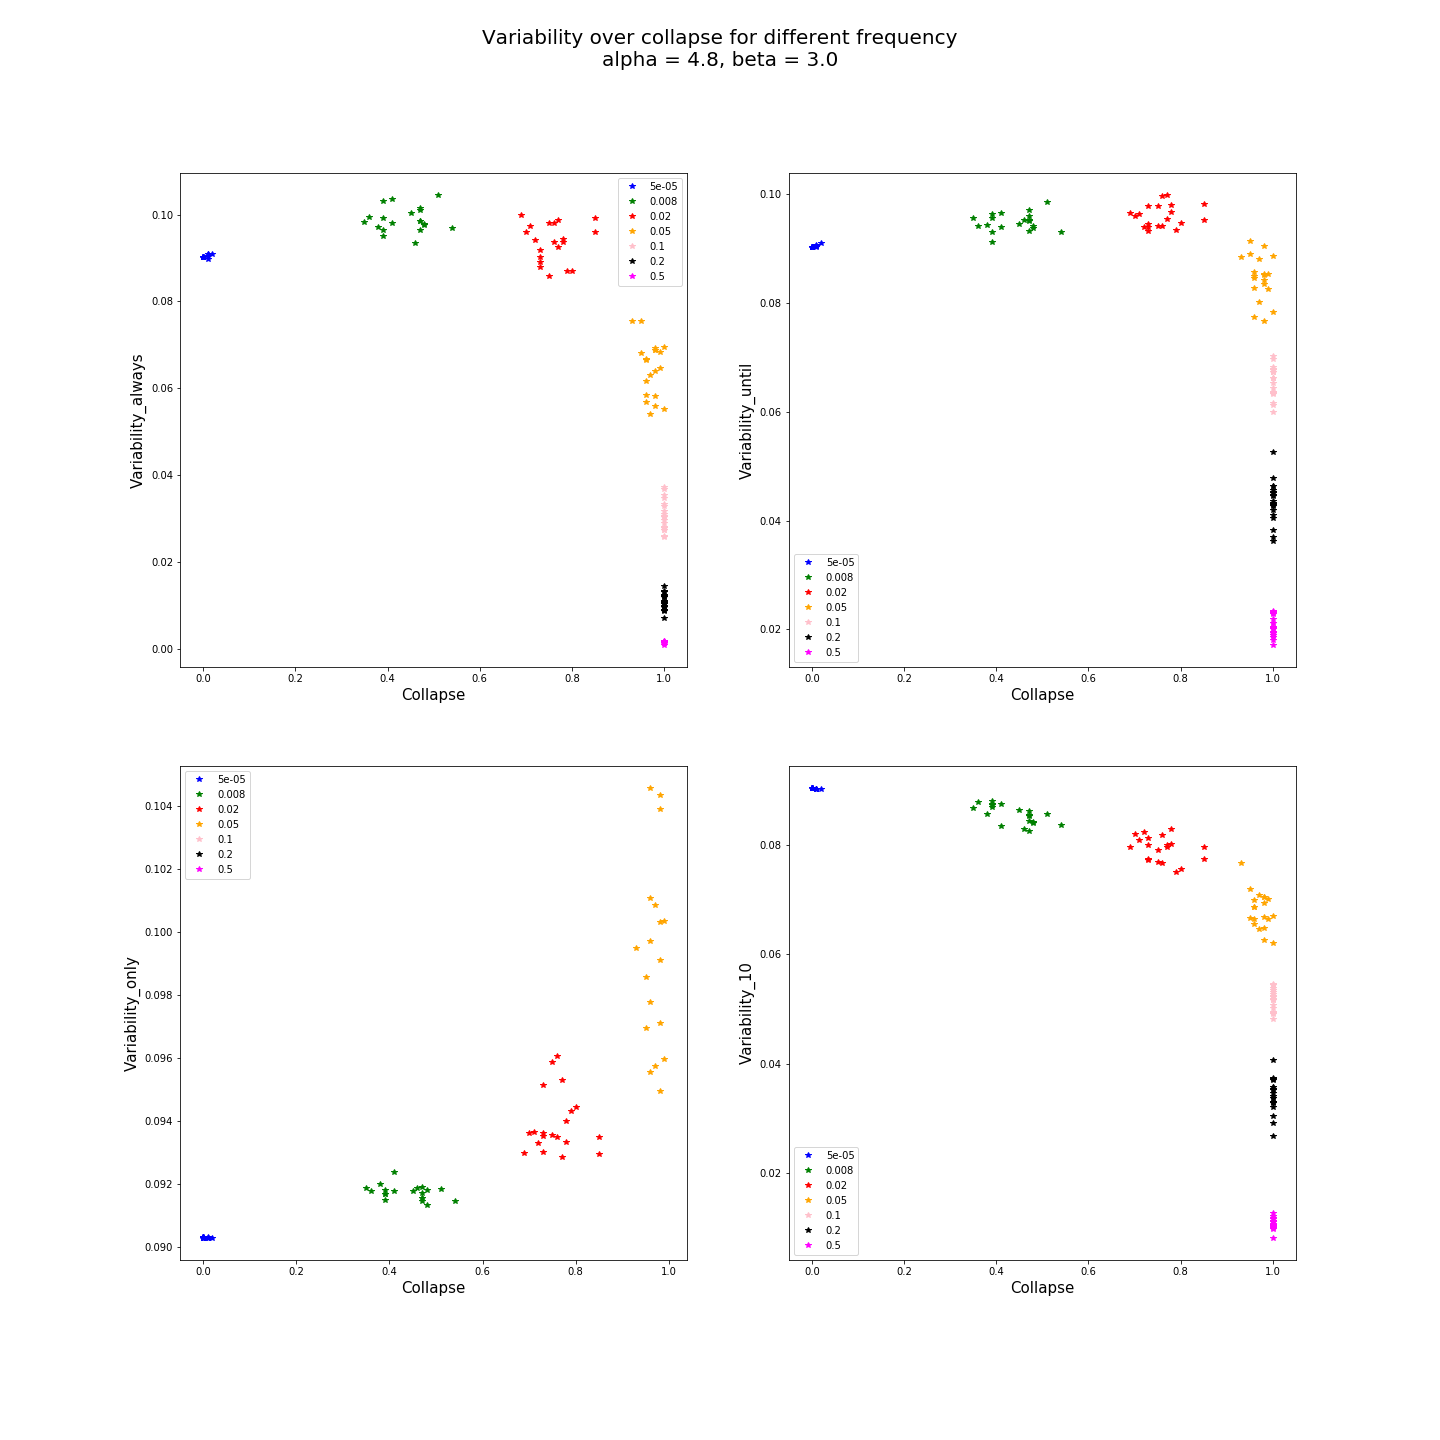 Variability over collapse for different frequency
alpha = 4.8, beta = 3.0
Variability_always
0.10
0.08
0.06
0.04
0.02
0.00
5e-05
0.008
0.02
0.05
0.1
0.2
0.5
0.0 0.2 0.4 0.6 0.8 1.0
Collapse
Variability_until
0.10
0.08
0.06
0.04
0.02
5e-05
0.008
0.02
0.05
0.1
0.2
0.5
0.0 0.2 0.4 0.6 0.8 1.0
Collapse
Variability_only
0.104
0.102
0.100
0.098
0.096
0.094
0.092
0.090
5e-05
0.008
0.02
0.05
0.1
0.2
0.5
0.0 0.2 0.4 0.6 0.8 1.0
Collapse
Variability_10
0.08
0.06
0.04
0.02
5e-05
0.008
0.02
0.05
0.1
0.2
0.5
0.0 0.2 0.4 0.6 0.8 1.0
Collapse